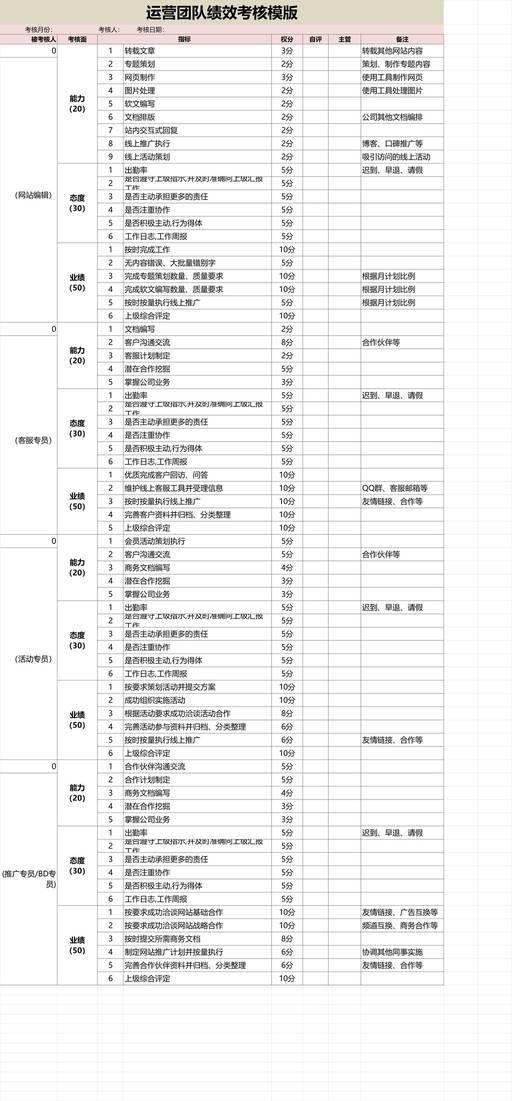 运营团队绩效考核模版
考核月份： 考核人： 考核日期：
被考核人 考核面 指标 权分 自评 主管 备注
0 能力(20) 1 转载文章 3分 转载其他网站内容
(网站编辑) 2 专题策划 2分 策划、制作专题内容
3 网页制作 3分 使用工具制作网页
4 图片处理 2分 使用工具处理图片
5 软文编写 2分
6 文档排版 2分 公司其他文档编排
7 站内交互式回复 2分
8 线上推广执行 2分 博客、口碑推广等
9 线上活动策划 2分 吸引访问的线上活动
态度(30) 1 出勤率 5分 迟到、早退、请假
2 是否遵守上级指示,并及时准确向上级汇报工作 5分
3 是否主动承担更多的责任 5分
4 是否注重协作 5分
5 是否积极主动,行为得体 5分
6 工作日志,工作周报 5分
业绩(50) 1 按时完成工作 10分
2 无内容错误、大批量错别字 5分
3 完成专题策划数量、质量要求 10分 根据月计划比例
4 完成软文编写数量、质量要求 10分 根据月计划比例
5 按时按量执行线上推广 5分 根据月计划比例
6 上级综合评定 10分
0 能力(20) 1 文档编写 2分
(客服专员) 2 客户沟通交流 8分 合作伙伴等
3 客服计划制定 2分
4 潜在合作挖掘 5分
5 掌握公司业务 3分
态度(30) 1 出勤率 5分 迟到、早退、请假
2 是否遵守上级指示,并及时准确向上级汇报工作 5分
3 是否主动承担更多的责任 5分
4 是否注重协作 5分
5 是否积极主动,行为得体 5分
6 工作日志,工作周报 5分
业绩(50) 1 优质完成客户回访、问答 10分
2 维护线上客服工具并受理信息 10分 QQ群、客服邮箱等
3 按时按量执行线上推广 10分 友情链接、合作等
4 完善客户资料并归档、分类整理 10分
5 上级综合评定 10分
0 能力(20) 1 会员活动策划执行 5分
(活动专员) 2 客户沟通交流 5分 合作伙伴等
3 商务文档编写 4分
4 潜在合作挖掘 3分
5 掌握公司业务 3分
态度(30) 1 出勤率 5分 迟到、早退、请假
2 是否遵守上级指示,并及时准确向上级汇报工作 5分
3 是否主动承担更多的责任 5分
4 是否注重协作 5分
5 是否积极主动,行为得体 5分
6 工作日志,工作周报 5分
业绩(50) 1 按要求策划活动并提交方案 10分
2 成功组织实施活动 10分
3 根据活动要求成功洽谈活动合作 8分
4 完善活动参与资料并归档、分类整理 6分
5 按时按量执行线上推广 6分 友情链接、合作等
6 上级综合评定 10分
0 能力(20) 1 合作伙伴沟通交流 5分
(推广专员/BD专员) 2 合作计划制定 5分
3 商务文档编写 4分
4 潜在合作挖掘 3分
5 掌握公司业务 3分
态度(30) 1 出勤率 5分 迟到、早退、请假
2 是否遵守上级指示,并及时准确向上级汇报工作 5分
3 是否主动承担更多的责任 5分
4 是否注重协作 5分
5 是否积极主动,行为得体 5分
6 工作日志,工作周报 5分
业绩(50) 1 按要求成功洽谈网站基础合作 10分 友情链接、广告互换等
2 按要求成功洽谈网站战略合作 10分 频道互换、商务合作等
3 按时提交所需商务文档 8分
4 制定网站推广计划并按量执行 6分 协调其他同事实施
5 完善合作伙伴资料并归档、分类整理 6分 友情链接、合作等
6 上级综合评定 10分